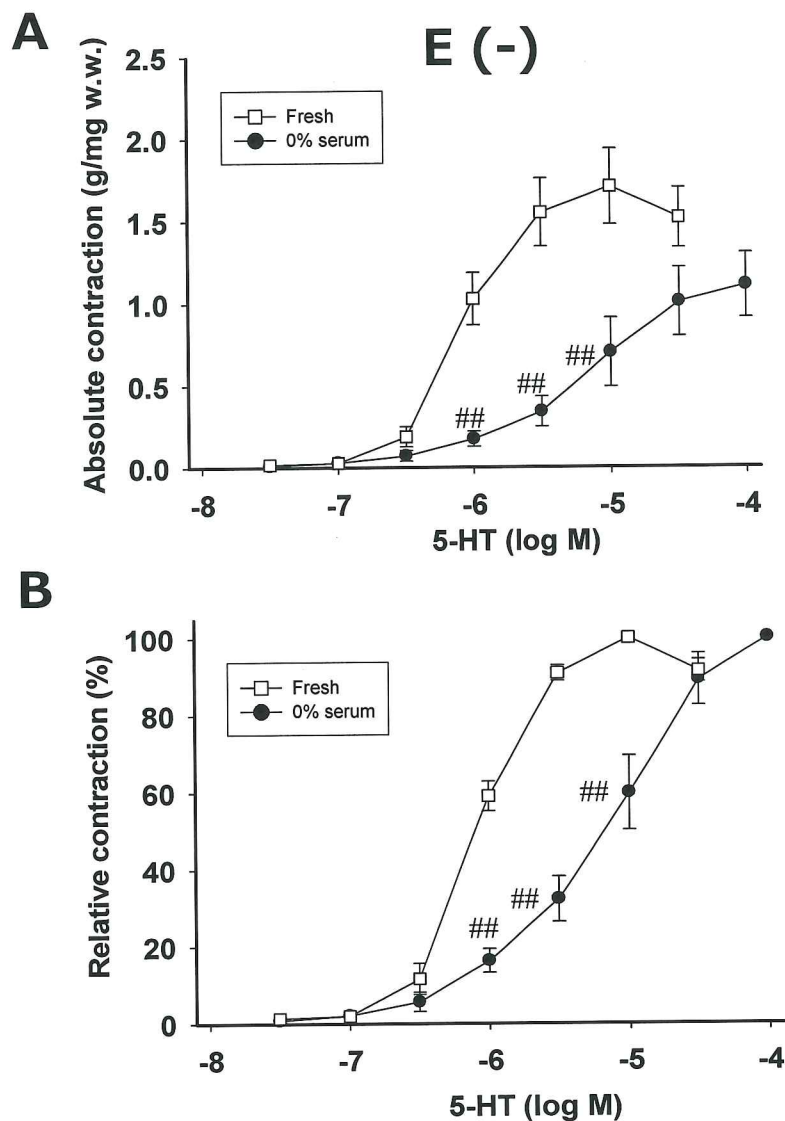 A
E (-)
Absolute contraction (g/mg w.w.)
2.5
2.0
1.5
1.0
0.5
0.0
Fresh
0% serum
##
##
##
-8
-7
-6
-5
-4
5-HT (log M)
B
Relative contraction (%)
100
80
60
40
20
0
Fresh
0% serum
##
##
##
-8
-7
-6
-5
-4
5-HT (log M)